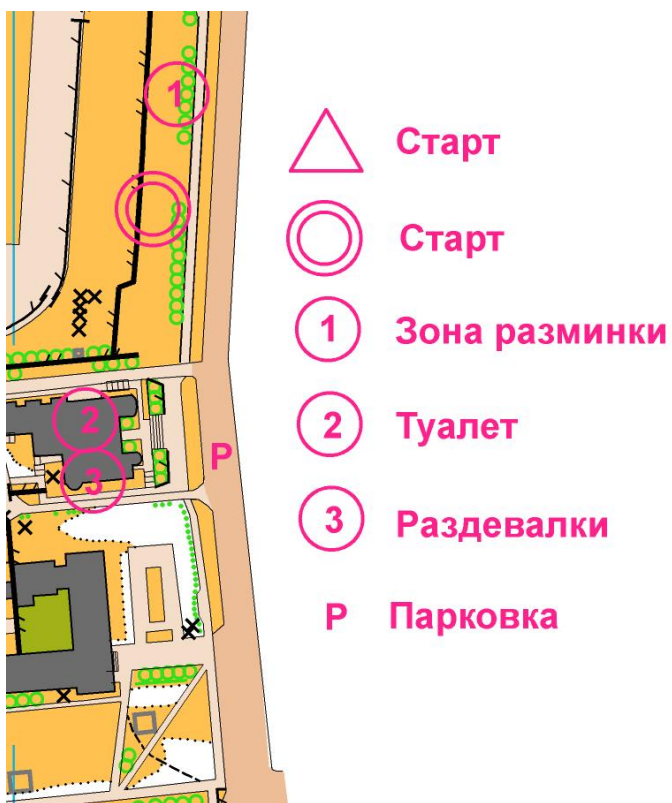 1
2
3
P
Старт
Старт
1 Зона разминки
2 Туалет
3 Раздевалки
P Парковка